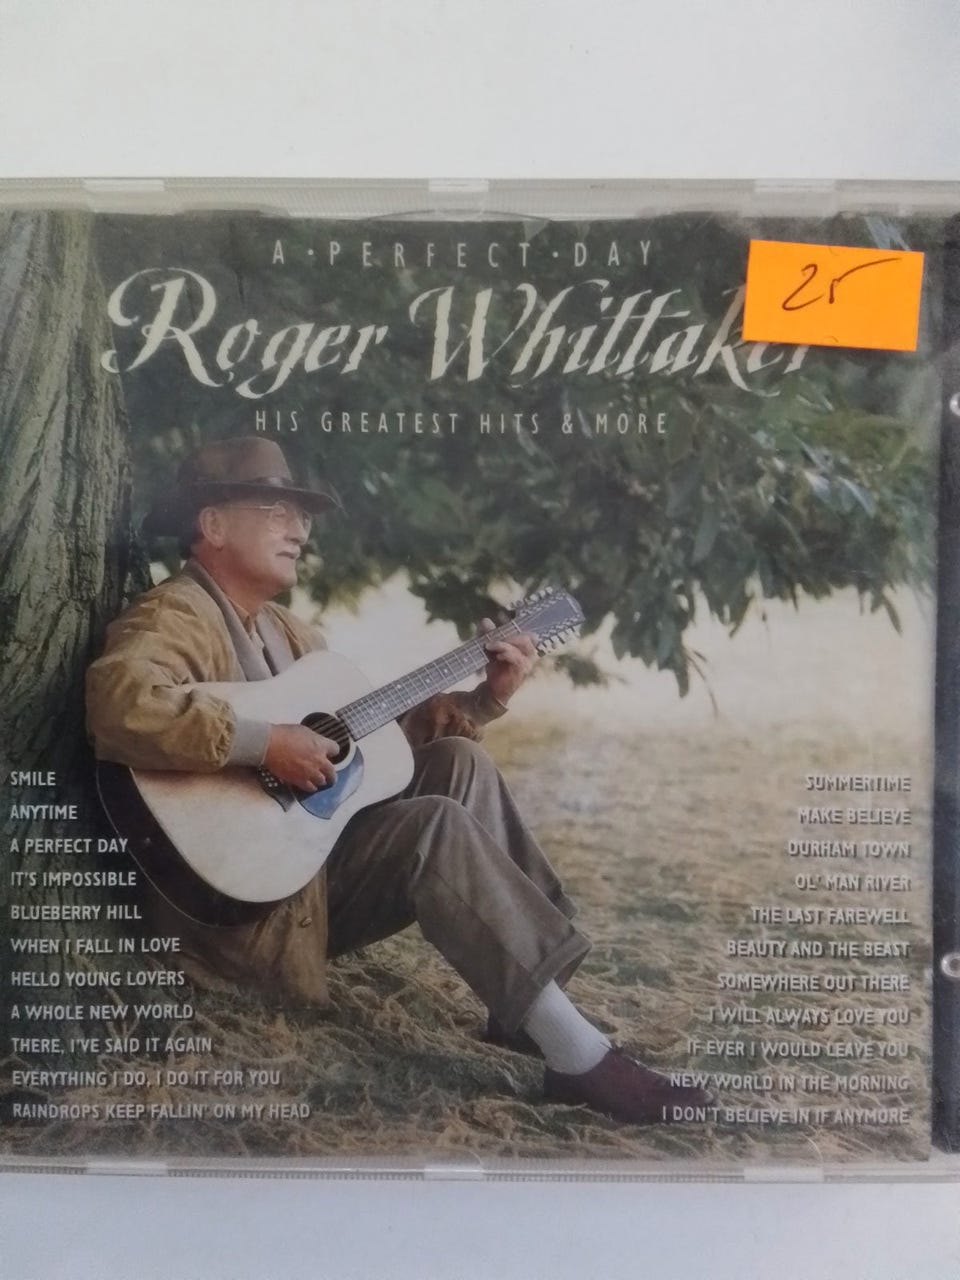 A·PERFECT·DAY
Roger Whittaker
25
HIS GREATEST HITS & MORE
SMILE
ANYTIME
A PERFECT DAY
IT'S IMPOSSIBLE
BLUEBERRY HILL
WHEN I FALL IN LOVE
HELLO YOUNG LOVERS
A WHOLE NEW WORLD
THERE, I'VE SAID IT AGAIN
EVERYTHING I DO, I DO IT FOR YOU
RAINDROPS KEEP FALLIN' ON MY HEAD
SUMMERTIME
MAKE BELIEVE
DURHAM TOWN
OL' MAN RIVER
THE LAST FAREWELL
BEAUTY AND THE BEAST
SOMEWHERE OUT THERE
I WILL ALWAYS LOVE YOU
IF EVER I WOULD LEAVE YOU
NEW WORLD IN THE MORNING
I DON'T BELIEVE IN IF ANYMORE